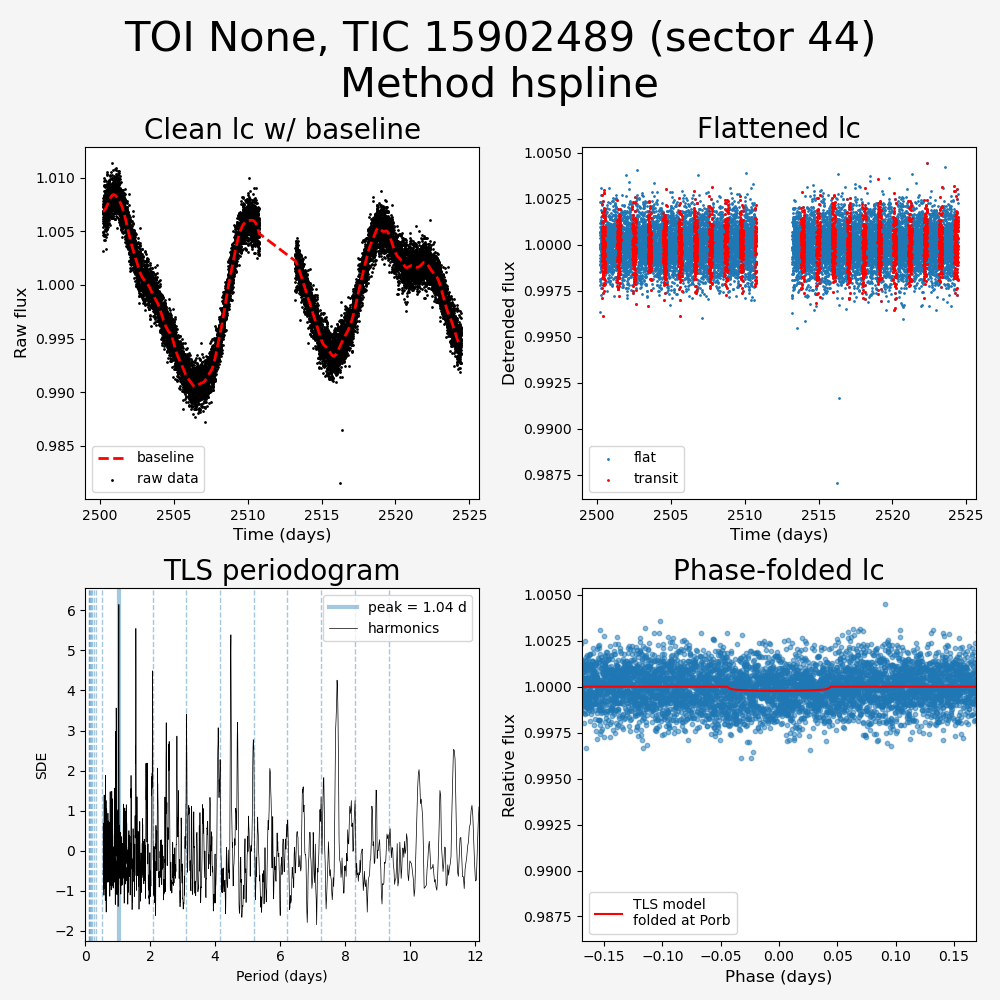 TOI None, TIC 15902489 (sector 44)
Method hspline
Clean lc w/ baseline
1.010
1.005
1.000
0.995
0.990
0.985
Raw flux
baseline
raw data
2500
2505
2510
2515
2520
2525
Time (days)
Flattened lc
1.0050
1.0025
1.0000
0.9975
0.9950
0.9925
0.9900
0.9875
Detrended flux
flat
transit
2500
2505
2510
2515
2520
2525
Time (days)
TLS periodogram
6
5
4
3
2
1
0
−1
−2
SDE
peak = 1.04 d
harmonics
0
2
4
6
8
10
12
Period (days)
Phase-folded lc
1.0050
1.0025
1.0000
0.9975
0.9950
0.9925
0.9900
0.9875
Relative flux
TLS model
folded at Porb
−0.15
−0.10
−0.05
0.00
0.05
0.10
0.15
Phase (days)